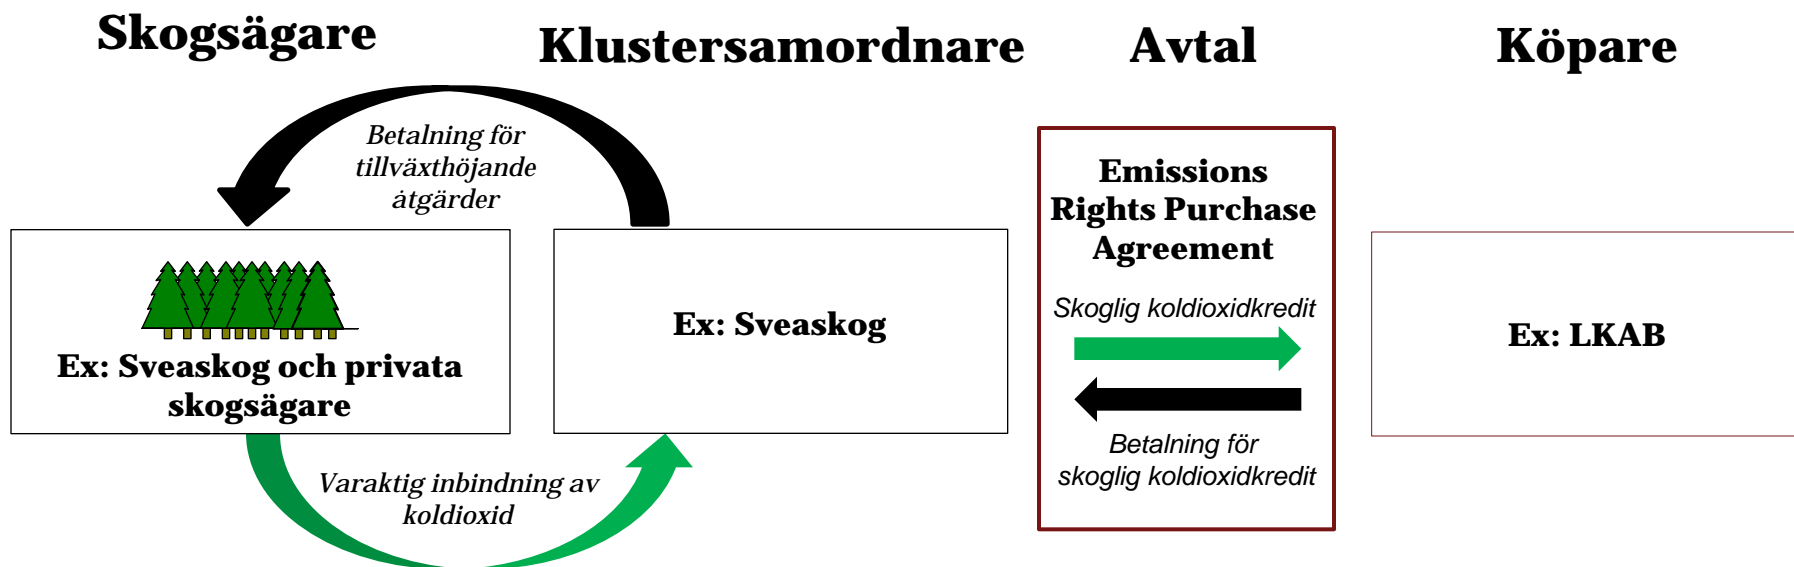 Skogsägare
Klustersamordnare
Avtal
Köpare
Betalning för
tillväxthöjande
åtgärder
Ex: Sveaskog och privata
skogsägare
Varaktig inbindning av
koldioxid
Ex: Sveaskog
Emissions
Rights Purchase
Agreement
Skoglig koldioxidkredit
Betalning för
skoglig koldioxidkredit
Ex: LKAB